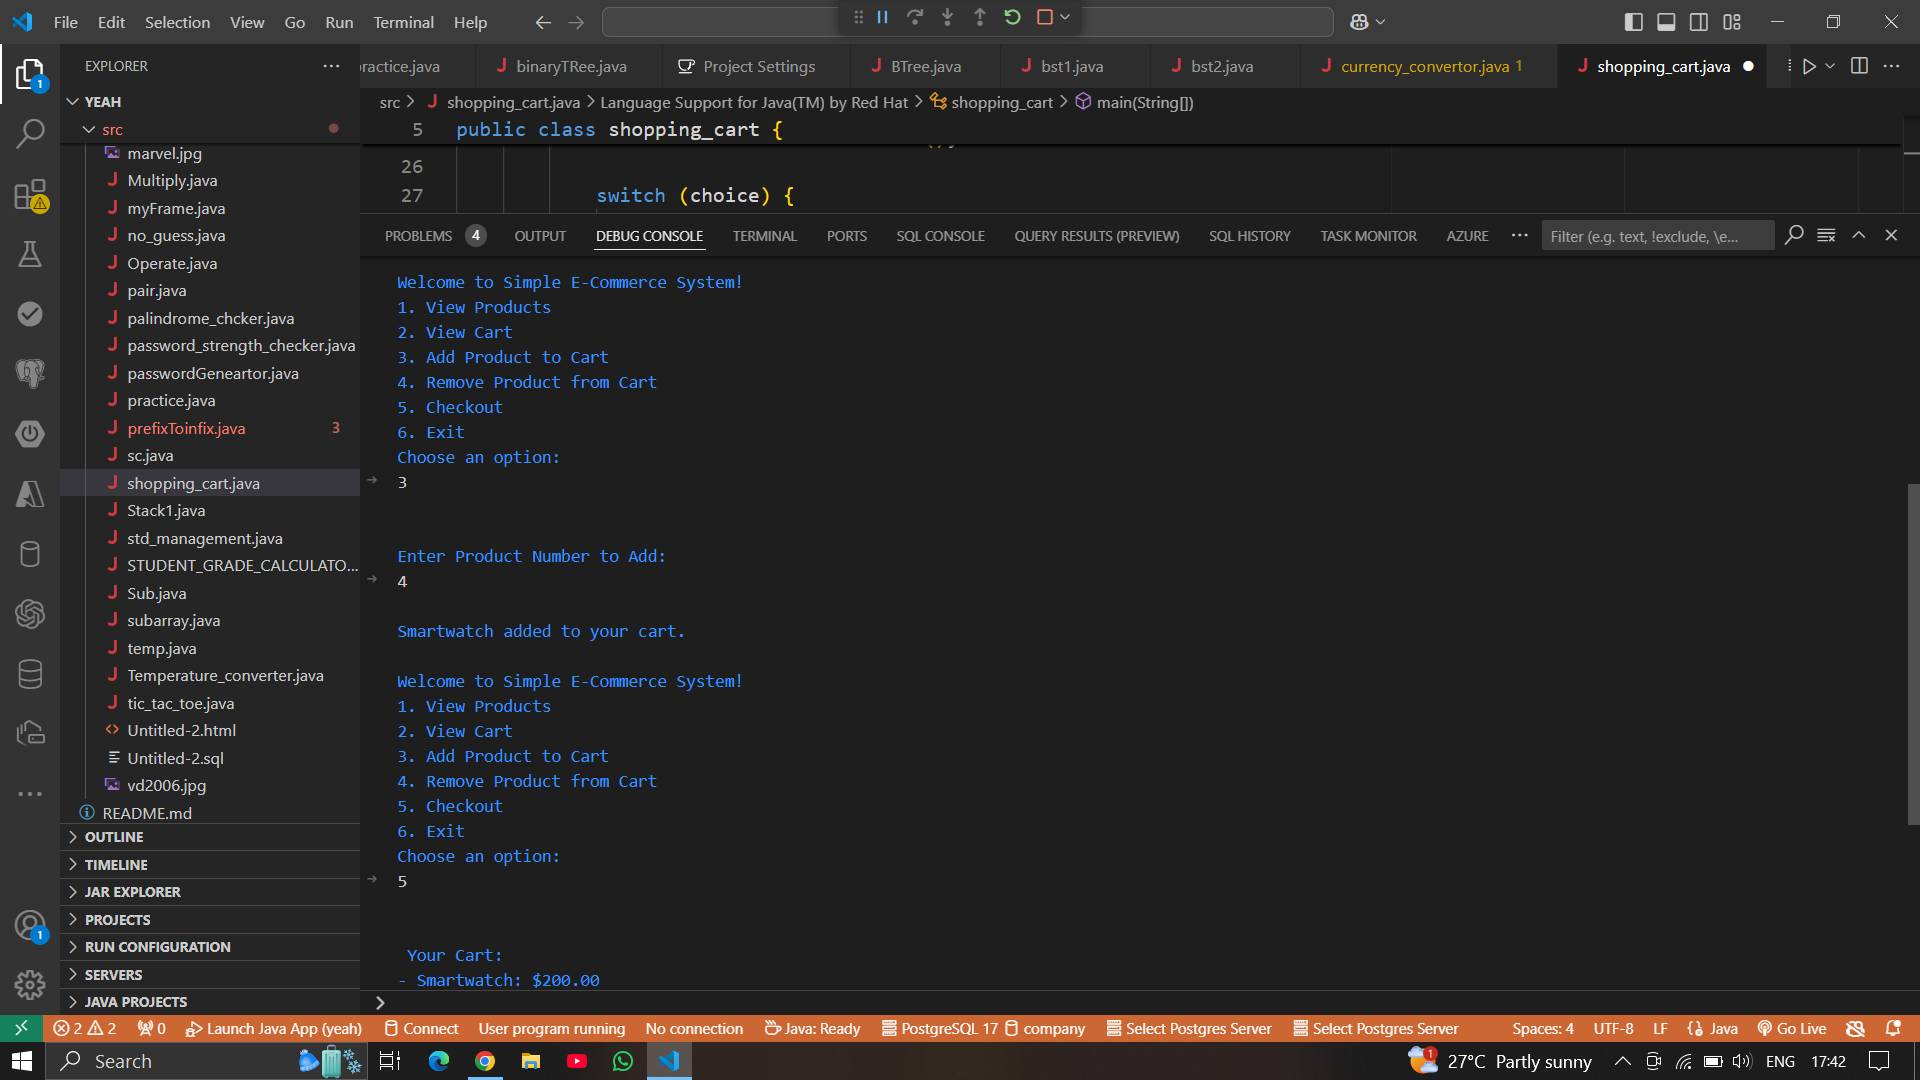 File Edit Selection View Go Run Terminal Help
EXPLORER
YEAH
src
marvel.jpg
Multiply.java
myFrame.java
no_guess.java
Operate.java
pair.java
palindrome_chcker.java
password_strength_checker.java
passwordGeneartor.java
practice.java
prefixToinfix.java 3
sc.java
shopping_cart.java
Stack1.java
std_management.java
STUDENT_GRADE_CALCULATO...
Sub.java
subarray.java
temp.java
Temperature_converter.java
tic_tac_toe.java
Untitled-2.html
Untitled-2.sql
vd2006.jpg
README.md
OUTLINE
TIMELINE
JAR EXPLORER
PROJECTS
RUN CONFIGURATION
SERVERS
JAVA PROJECTS
1
1
ractice.java binaryTRee.java Project Settings BTree.java bst1.java bst2.java currency_convertor.java 1 shopping_cart.java
src > shopping_cart.java > Language Support for Java(TM) by Red Hat > shopping_cart > main(String[])
5 public class shopping_cart {
26
27 switch (choice) {
PROBLEMS 4 OUTPUT DEBUG CONSOLE TERMINAL PORTS SQL CONSOLE QUERY RESULTS (PREVIEW) SQL HISTORY TASK MONITOR AZURE ... Filter (e.g. text, !exclude, \e...
Welcome to Simple E-Commerce System!
1. View Products
2. View Cart
3. Add Product to Cart
4. Remove Product from Cart
5. Checkout
6. Exit
Choose an option:
3
Enter Product Number to Add:
4
Smartwatch added to your cart.
Welcome to Simple E-Commerce System!
1. View Products
2. View Cart
3. Add Product to Cart
4. Remove Product from Cart
5. Checkout
6. Exit
Choose an option:
5
Your Cart:
- Smartwatch: $200.00
>
2 2 0 Launch Java App (yeah) Connect User program running No connection Java: Ready PostgreSQL 17 company Select Postgres Server Select Postgres Server Spaces: 4 UTF-8 LF {} Java Go Live
Search 1 27°C Partly sunny ENG 17:42